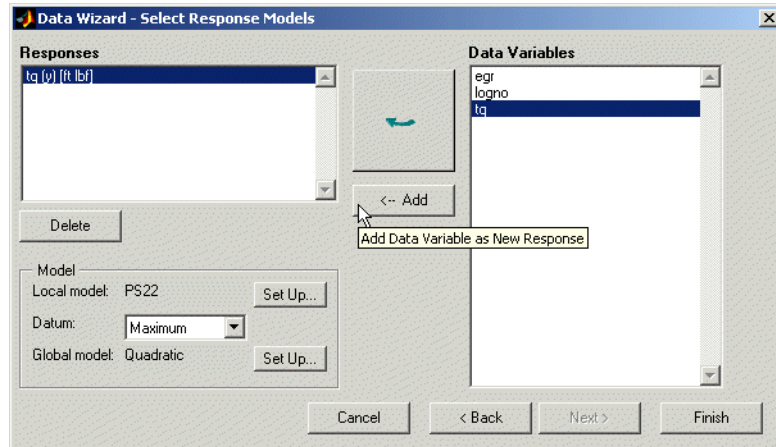 Data Wizard - Select Response Models
Responses
tq (y) [ft lbf]
Delete
<-- Add
Add Data Variable as New Response
Data Variables
egr
logno
tq
Model
Local model: PS22 Set Up...
Datum: Maximum
Global model: Quadratic Set Up...
Cancel < Back Next > Finish